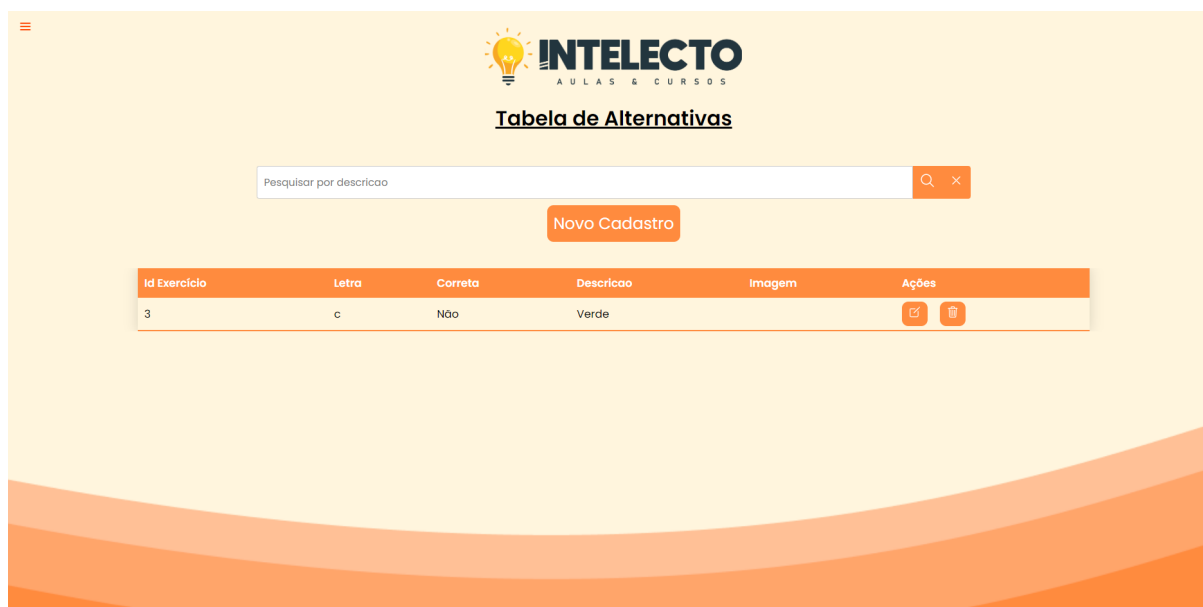 INTELECTO
AULAS & CURSOS
Tabela de Alternativas
Pesquisar por descricao
Novo Cadastro
Id Exercício Letra Correta Descricao Imagem Ações
3 c Não Verde